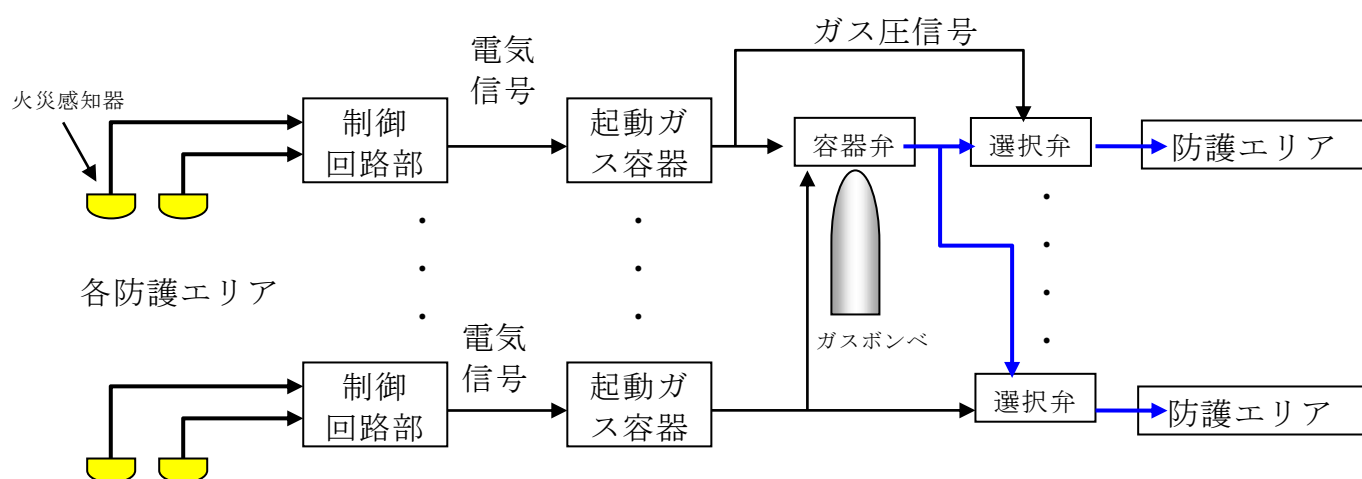 ガス圧信号
電気
信号
火災感知器
制御
回路部
起動ガ
ス容器
容器弁
選択弁
防護エリア
各防護エリア
ガスボンベ
電気
信号
制御
回路部
起動ガ
ス容器
選択弁
防護エリア